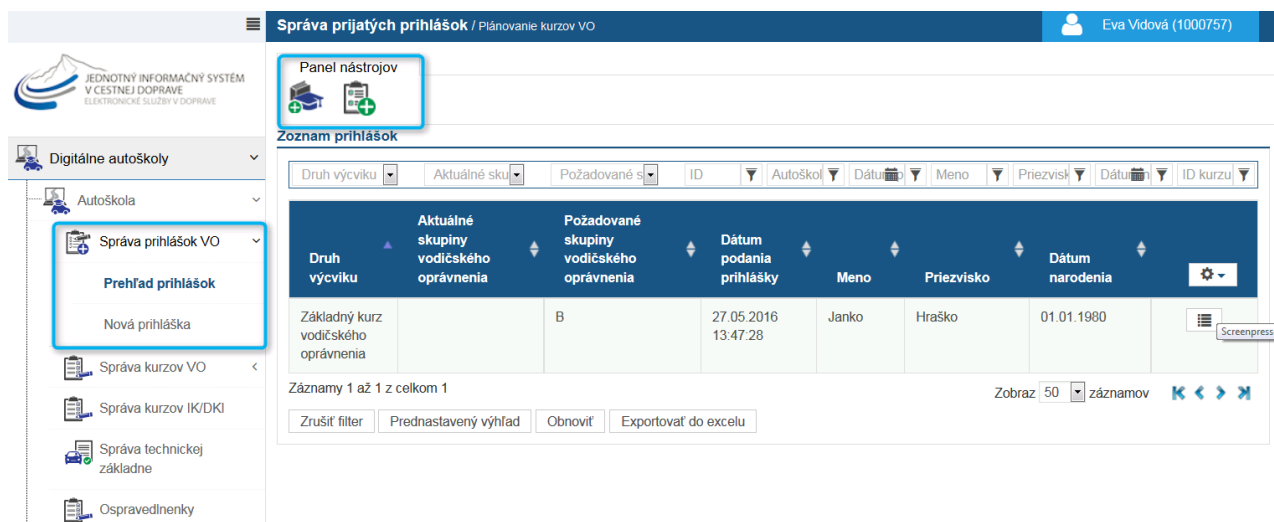 Správa prijatých prihlášok / Plánovanie kurzov VO
Eva Vidová (1000757)
JEDNOTNÝ INFORMAČNÝ SYSTÉM
V CESTNEJ DOPRAVE
ELEKTRONICKÉ SLUŽBY V DOPRAVE
Digitálne autoškoly
Autoškola
Správa prihlášok VO
Prehľad prihlášok
Nová prihláška
Správa kurzov VO
Správa kurzov IK/DKI
Správa technickej
základne
Ospravedlnenky
Panel nástrojov
Zoznam prihlášok
Druh výcviku
Aktuálné sku
Požadované s
ID
Autoškol
Dátu
Meno
Priezvisk
Dátu
ID kurzu
Druh
výcviku
Aktuálné
skupiny
vodičského
oprávnenia
Požadované
skupiny
vodičského
oprávnenia
Dátum
podania
prihlášky
Meno
Priezvisko
Dátum
narodenia
Základný kurz
vodičského
oprávnenia
B
27.05.2016
13:47:28
Janko
Hraško
01.01.1980
Screenpress
Záznamy 1 až 1 z celkom 1
Zobraz 50 záznamov
Zrušiť filter
Prednastavený výhľad
Obnoviť
Exportovať do excelu